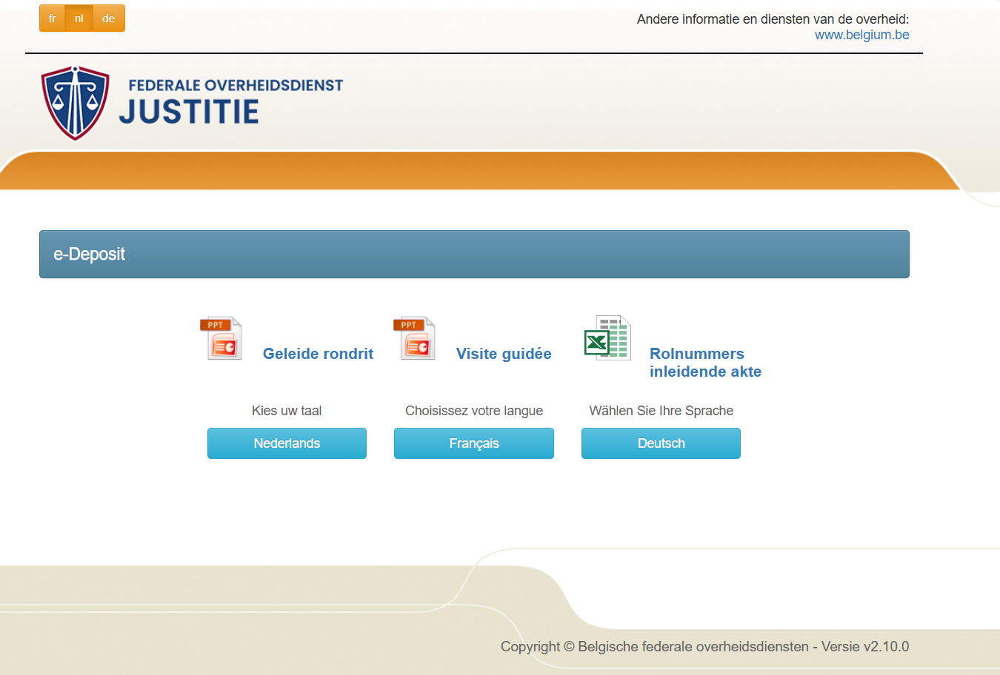 fr nl de
Andere informatie en diensten van de overheid:
www.belgium.be
FEDERALE OVERHEIDSDIENST
JUSTITIE
e-Deposit
PPT
Geleide rondrit
PPT
Visite guidée
Rolnummers
inleidende akte
Kies uw taal
Nederlands
Choisissez votre langue
Français
Wählen Sie Ihre Sprache
Deutsch
Copyright © Belgische federale overheidsdiensten - Versie v2.10.0